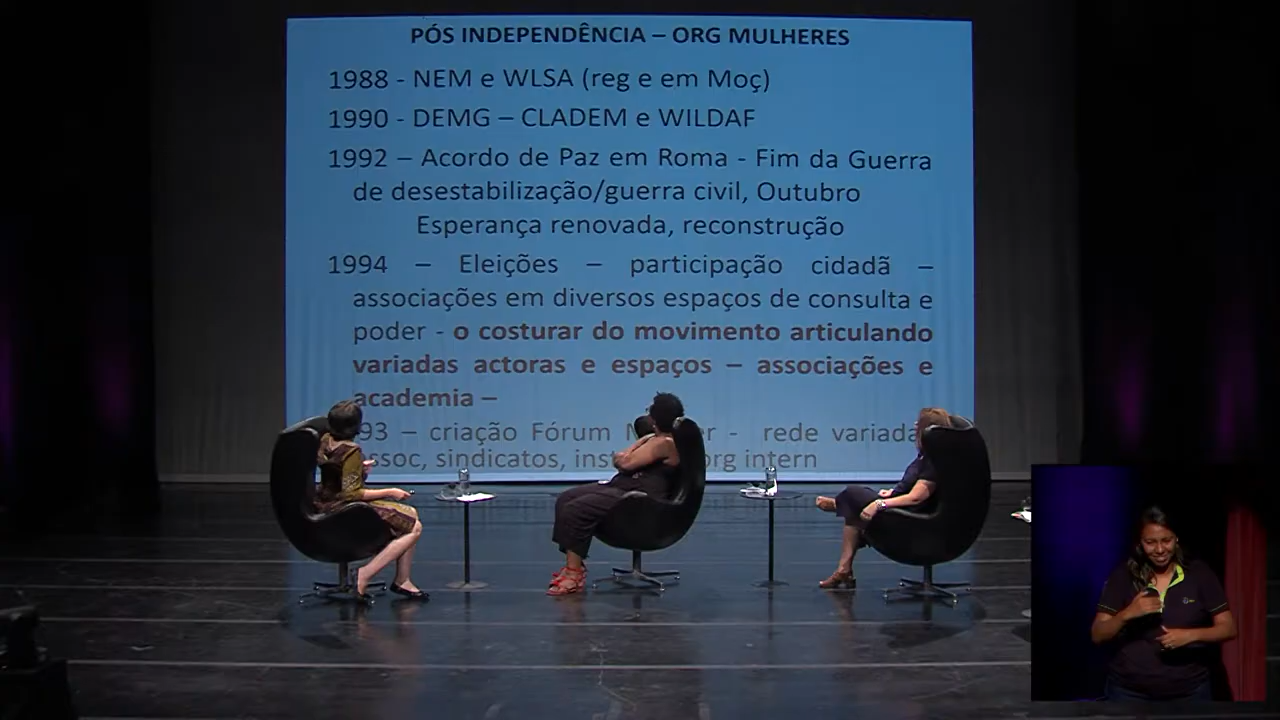 PÓS INDEPENDÊNCIA – ORG MULHERES
1988 - NEM e WLSA (reg e em Moç)
1990 - DEMG – CLADEM e WILDAF
1992 – Acordo de Paz em Roma - Fim da Guerra
de desestabilização/guerra civil, Outubro
Esperança renovada, reconstrução
1994 – Eleições – participação cidadã –
associações em diversos espaços de consulta e
poder - o costurar do movimento articulando
variadas actoras e espaços – associações e
academia –
93 – criação Fórum - rede variada
assoc, sindicatos, org intern